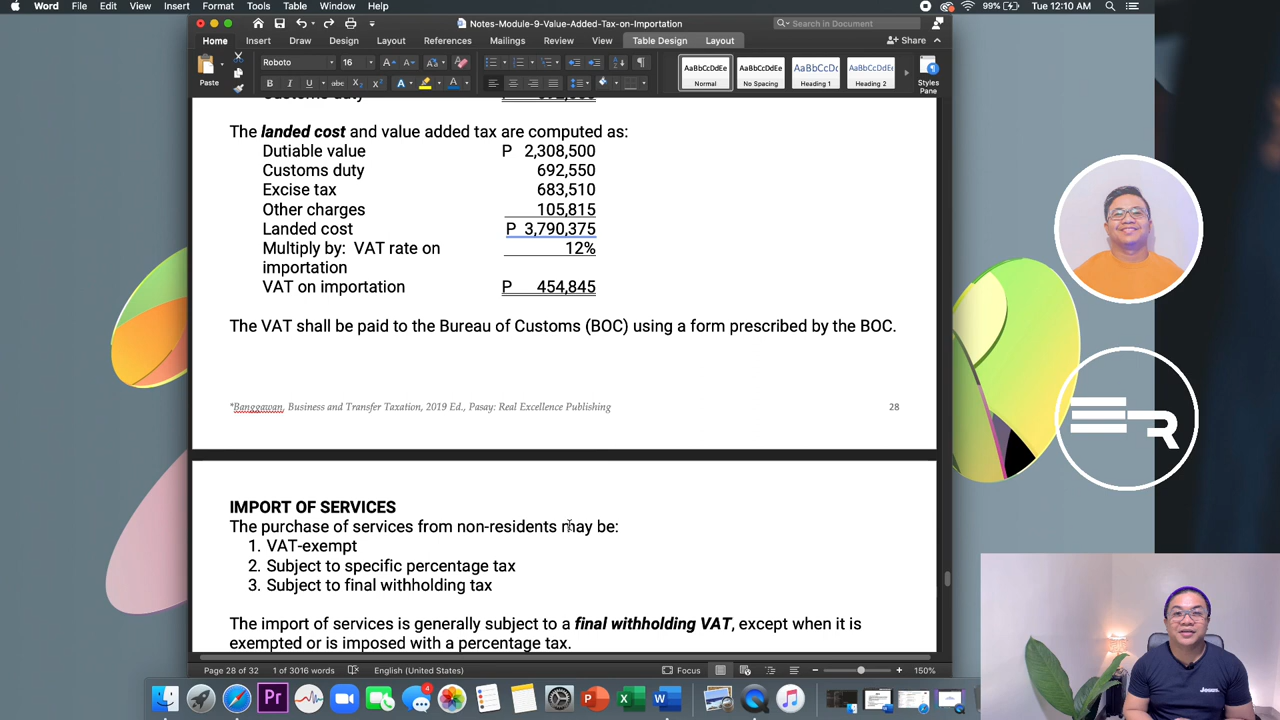 Word File Edit View Insert Format Tools Table Window Help 99% Tue 12:10 AM
Notes-Module-9-Value-Added-Tax-on-Importation Search in Document
Home Insert Draw Design Layout References Mailings Review View Table Design Layout Share
Paste Roboto 16 AaBbCcDdEe AaBbCcDdEe AaBbCcDc AaBbCcDdEe
Normal No Spacing Heading 1 Heading 2 Styles Pane
The landed cost and value added tax are computed as:
Dutiable value P 2,308,500
Customs duty 692,550
Excise tax 683,510
Other charges 105,815
Landed cost P 3,790,375
Multiply by: VAT rate on 12%
importation
VAT on importation P 454,845
The VAT shall be paid to the Bureau of Customs (BOC) using a form prescribed by the BOC.
*Banggawan, Business and Transfer Taxation, 2019 Ed., Pasay: Real Excellence Publishing 28
IMPORT OF SERVICES
The purchase of services from non-residents may be:
1. VAT-exempt
2. Subject to specific percentage tax
3. Subject to final withholding tax
The import of services is generally subject to a final withholding VAT, except when it is
exempted or is imposed with a percentage tax.
Page 28 of 32 1 of 3016 words English (United States) Focus 150%
ER